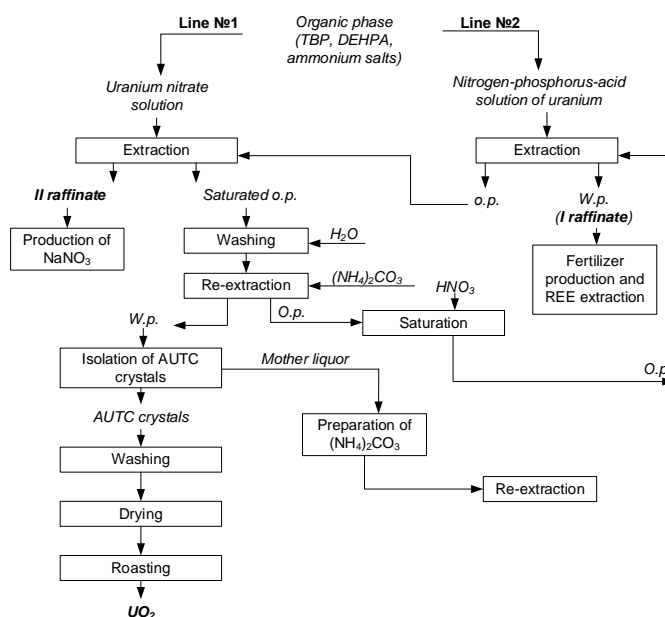 Line №1
Organic phase
(TBP, DEHPA,
ammonium salts)
Line №2
Uranium nitrate
solution
Nitrogen-phosphorus-acid
solution of uranium
Extraction
Extraction
II raffinate
Saturated o.p.
o.p.
W.p.
(I raffinate)
Production of
NaNO₃
Washing
H₂O
Fertilizer
production and
REE extraction
Re-extraction
(NH₄)₂CO₃
HNO₃
W.p.
O.p.
Saturation
Isolation of AUTC
crystals
Mother liquor
O.p
AUTC crystals
Preparation of
(NH₄)₂CO₃
Washing
Re-extraction
Drying
Roasting
UO₂